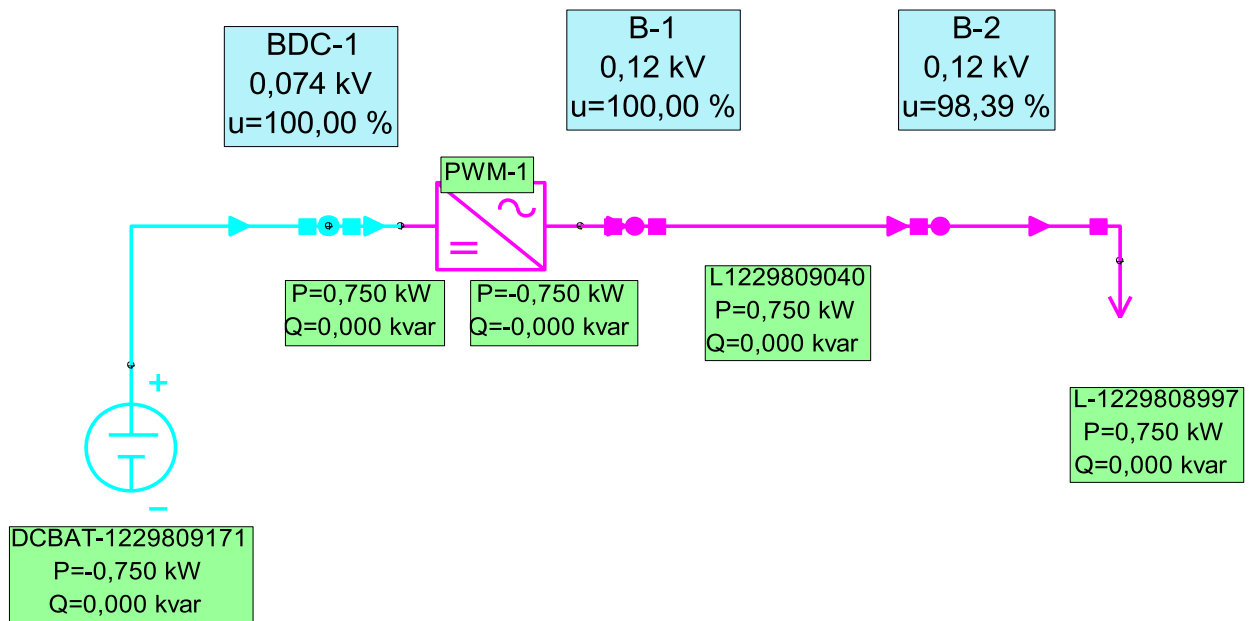 BDC-1
0,074 kV
u=100,00 %
B-1
0,12 kV
u=100,00 %
B-2
0,12 kV
u=98,39 %
PWM-1
P=0,750 kW
Q=0,000 kvar
P=-0,750 kW
Q=-0,000 kvar
L1229809040
P=0,750 kW
Q=0,000 kvar
L-1229808997
P=0,750 kW
Q=0,000 kvar
+
−
DCBAT-1229809171
P=-0,750 kW
Q=0,000 kvar